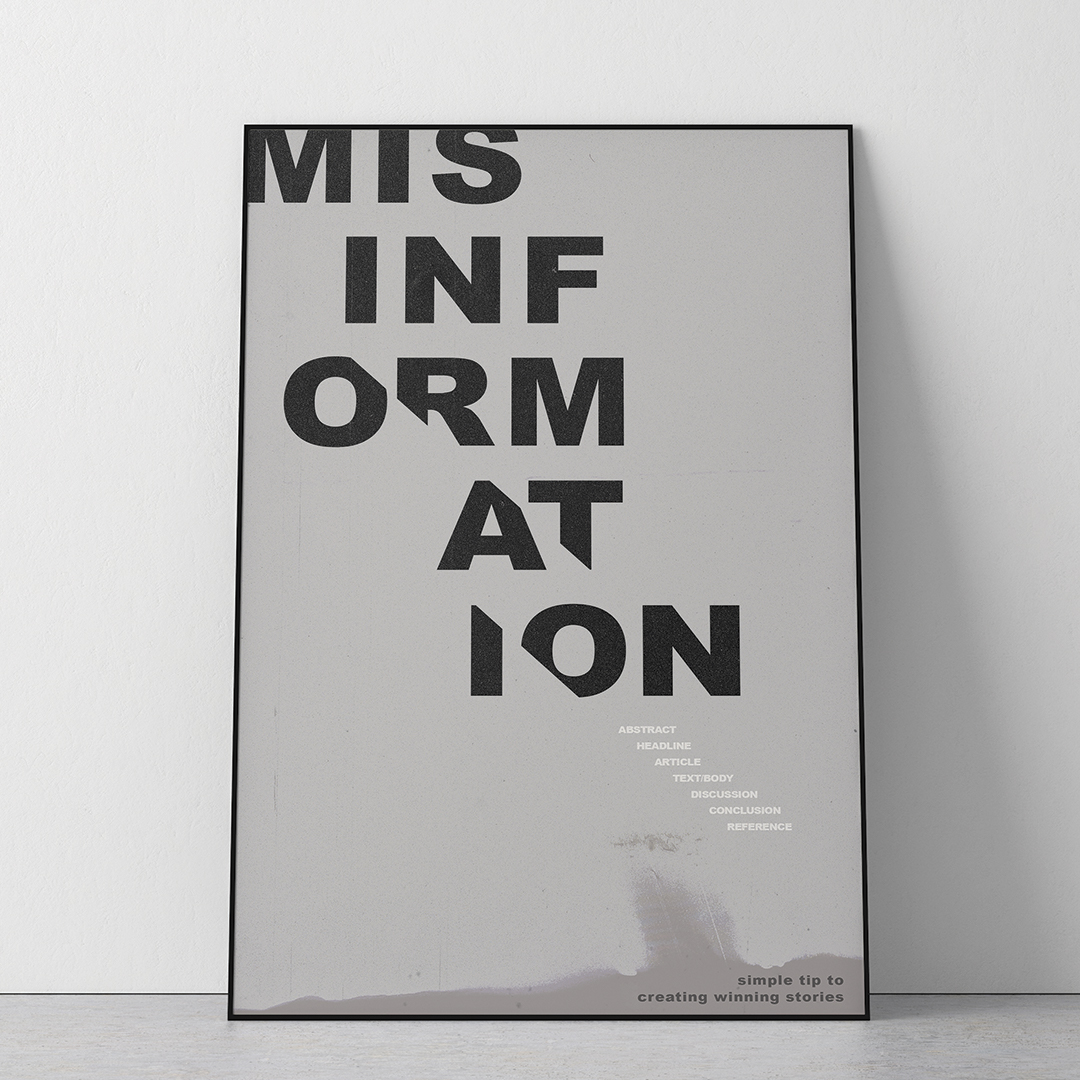 MIS
INF
ORM
AT
ION
ABSTRACT
HEADLINE
ARTICLE
TEXT/BODY
DISCUSSION
CONCLUSION
REFERENCE
simple tip to
creating winning stories